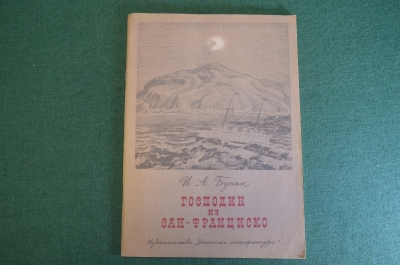 И. А. Бунин
ГОСПОДИН
ИЗ
САН-ФРАНЦИСКО
Издательство „Детская литература"